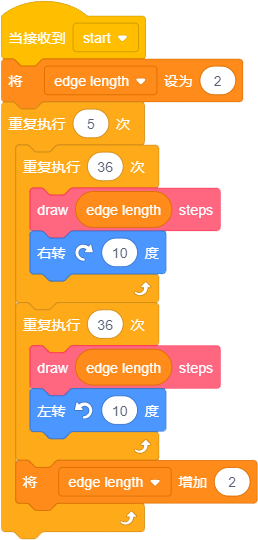 当接收到 start
将 edge length 设为 2
重复执行 5 次
重复执行 36 次
draw edge length steps
右转 10 度
重复执行 36 次
draw edge length steps
左转 10 度
将 edge length 增加 2